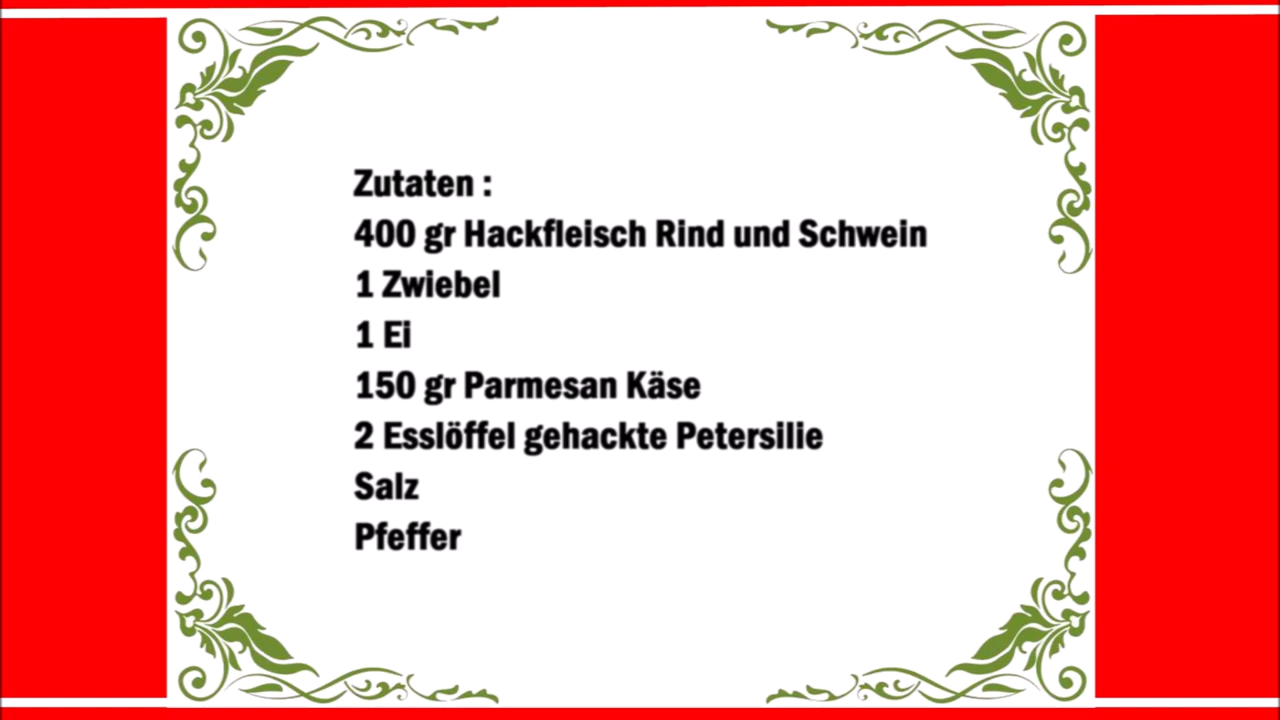 Zutaten :
400 gr Hackfleisch Rind und Schwein
1 Zwiebel
1 Ei
150 gr Parmesan Käse
2 Esslöffel gehackte Petersilie
Salz
Pfeffer